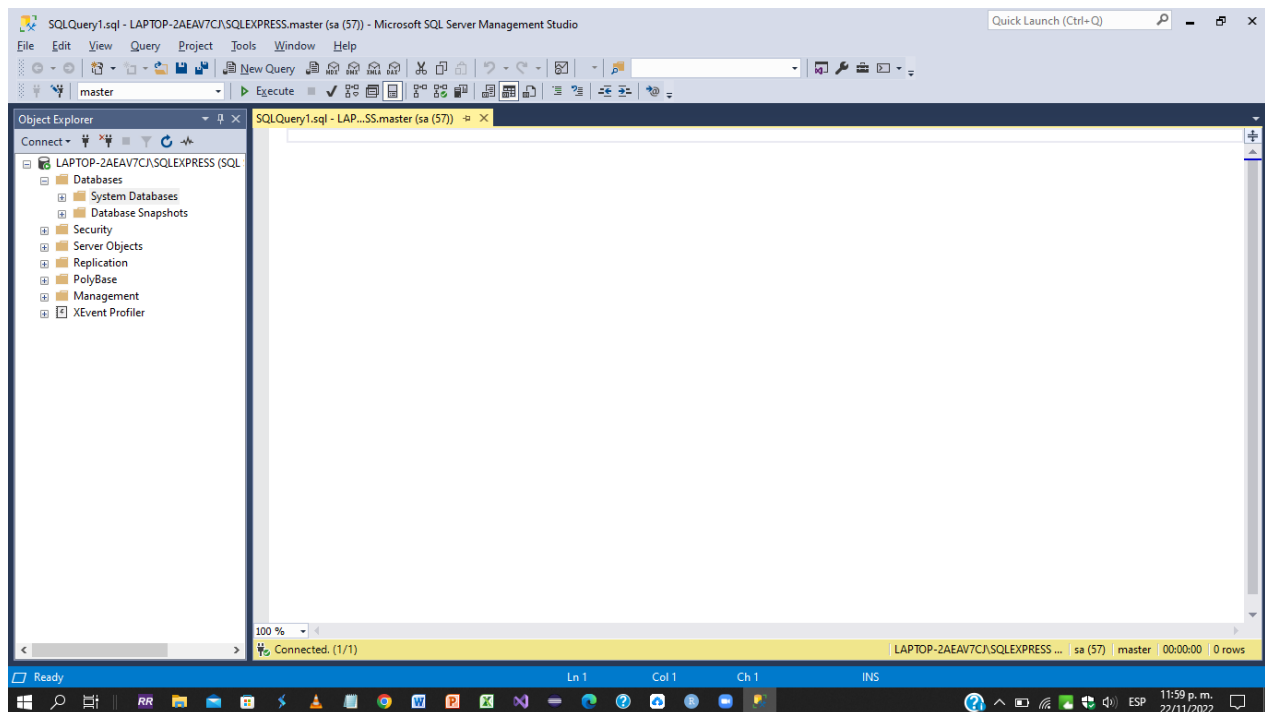 SQLQuery1.sql - LAPTOP-2AEAV7CJ\SQLEXPRESS.master (sa (57)) - Microsoft SQL Server Management Studio
Quick Launch (Ctrl+Q)
File Edit View Query Project Tools Window Help
New Query
master
Execute
Object Explorer
SQLQuery1.sql - LAP...SS.master (sa (57))
Connect
LAPTOP-2AEAV7CJ\SQLEXPRESS (SQL
Databases
System Databases
Database Snapshots
Security
Server Objects
Replication
PolyBase
Management
XEvent Profiler
100 %
Connected. (1/1)
LAPTOP-2AEAV7CJ\SQLEXPRESS ... sa (57) master 00:00:00 0 rows
Ready
Ln 1 Col 1 Ch 1 INS
RR
ESP
11:59 p. m.
22/11/2022